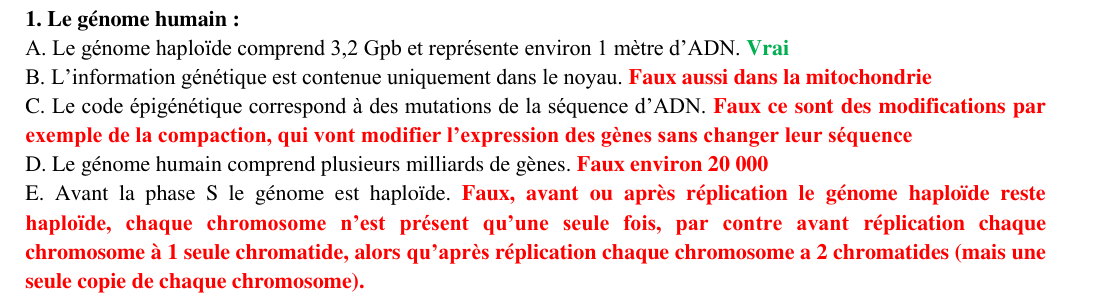 1. Le génome humain :
A. Le génome haploïde comprend 3,2 Gpb et représente environ 1 mètre d’ADN. Vrai
B. L’information génétique est contenue uniquement dans le noyau. Faux aussi dans la mitochondrie
C. Le code épigénétique correspond à des mutations de la séquence d’ADN. Faux ce sont des modifications par
exemple de la compaction, qui vont modifier l’expression des gènes sans changer leur séquence
D. Le génome humain comprend plusieurs milliards de gènes. Faux environ 20 000
E. Avant la phase S le génome est haploïde. Faux, avant ou après réplication le génome haploïde reste
haploïde, chaque chromosome n’est présent qu’une seule fois, par contre avant réplication chaque
chromosome à 1 seule chromatide, alors qu’après réplication chaque chromosome a 2 chromatides (mais une
seule copie de chaque chromosome).